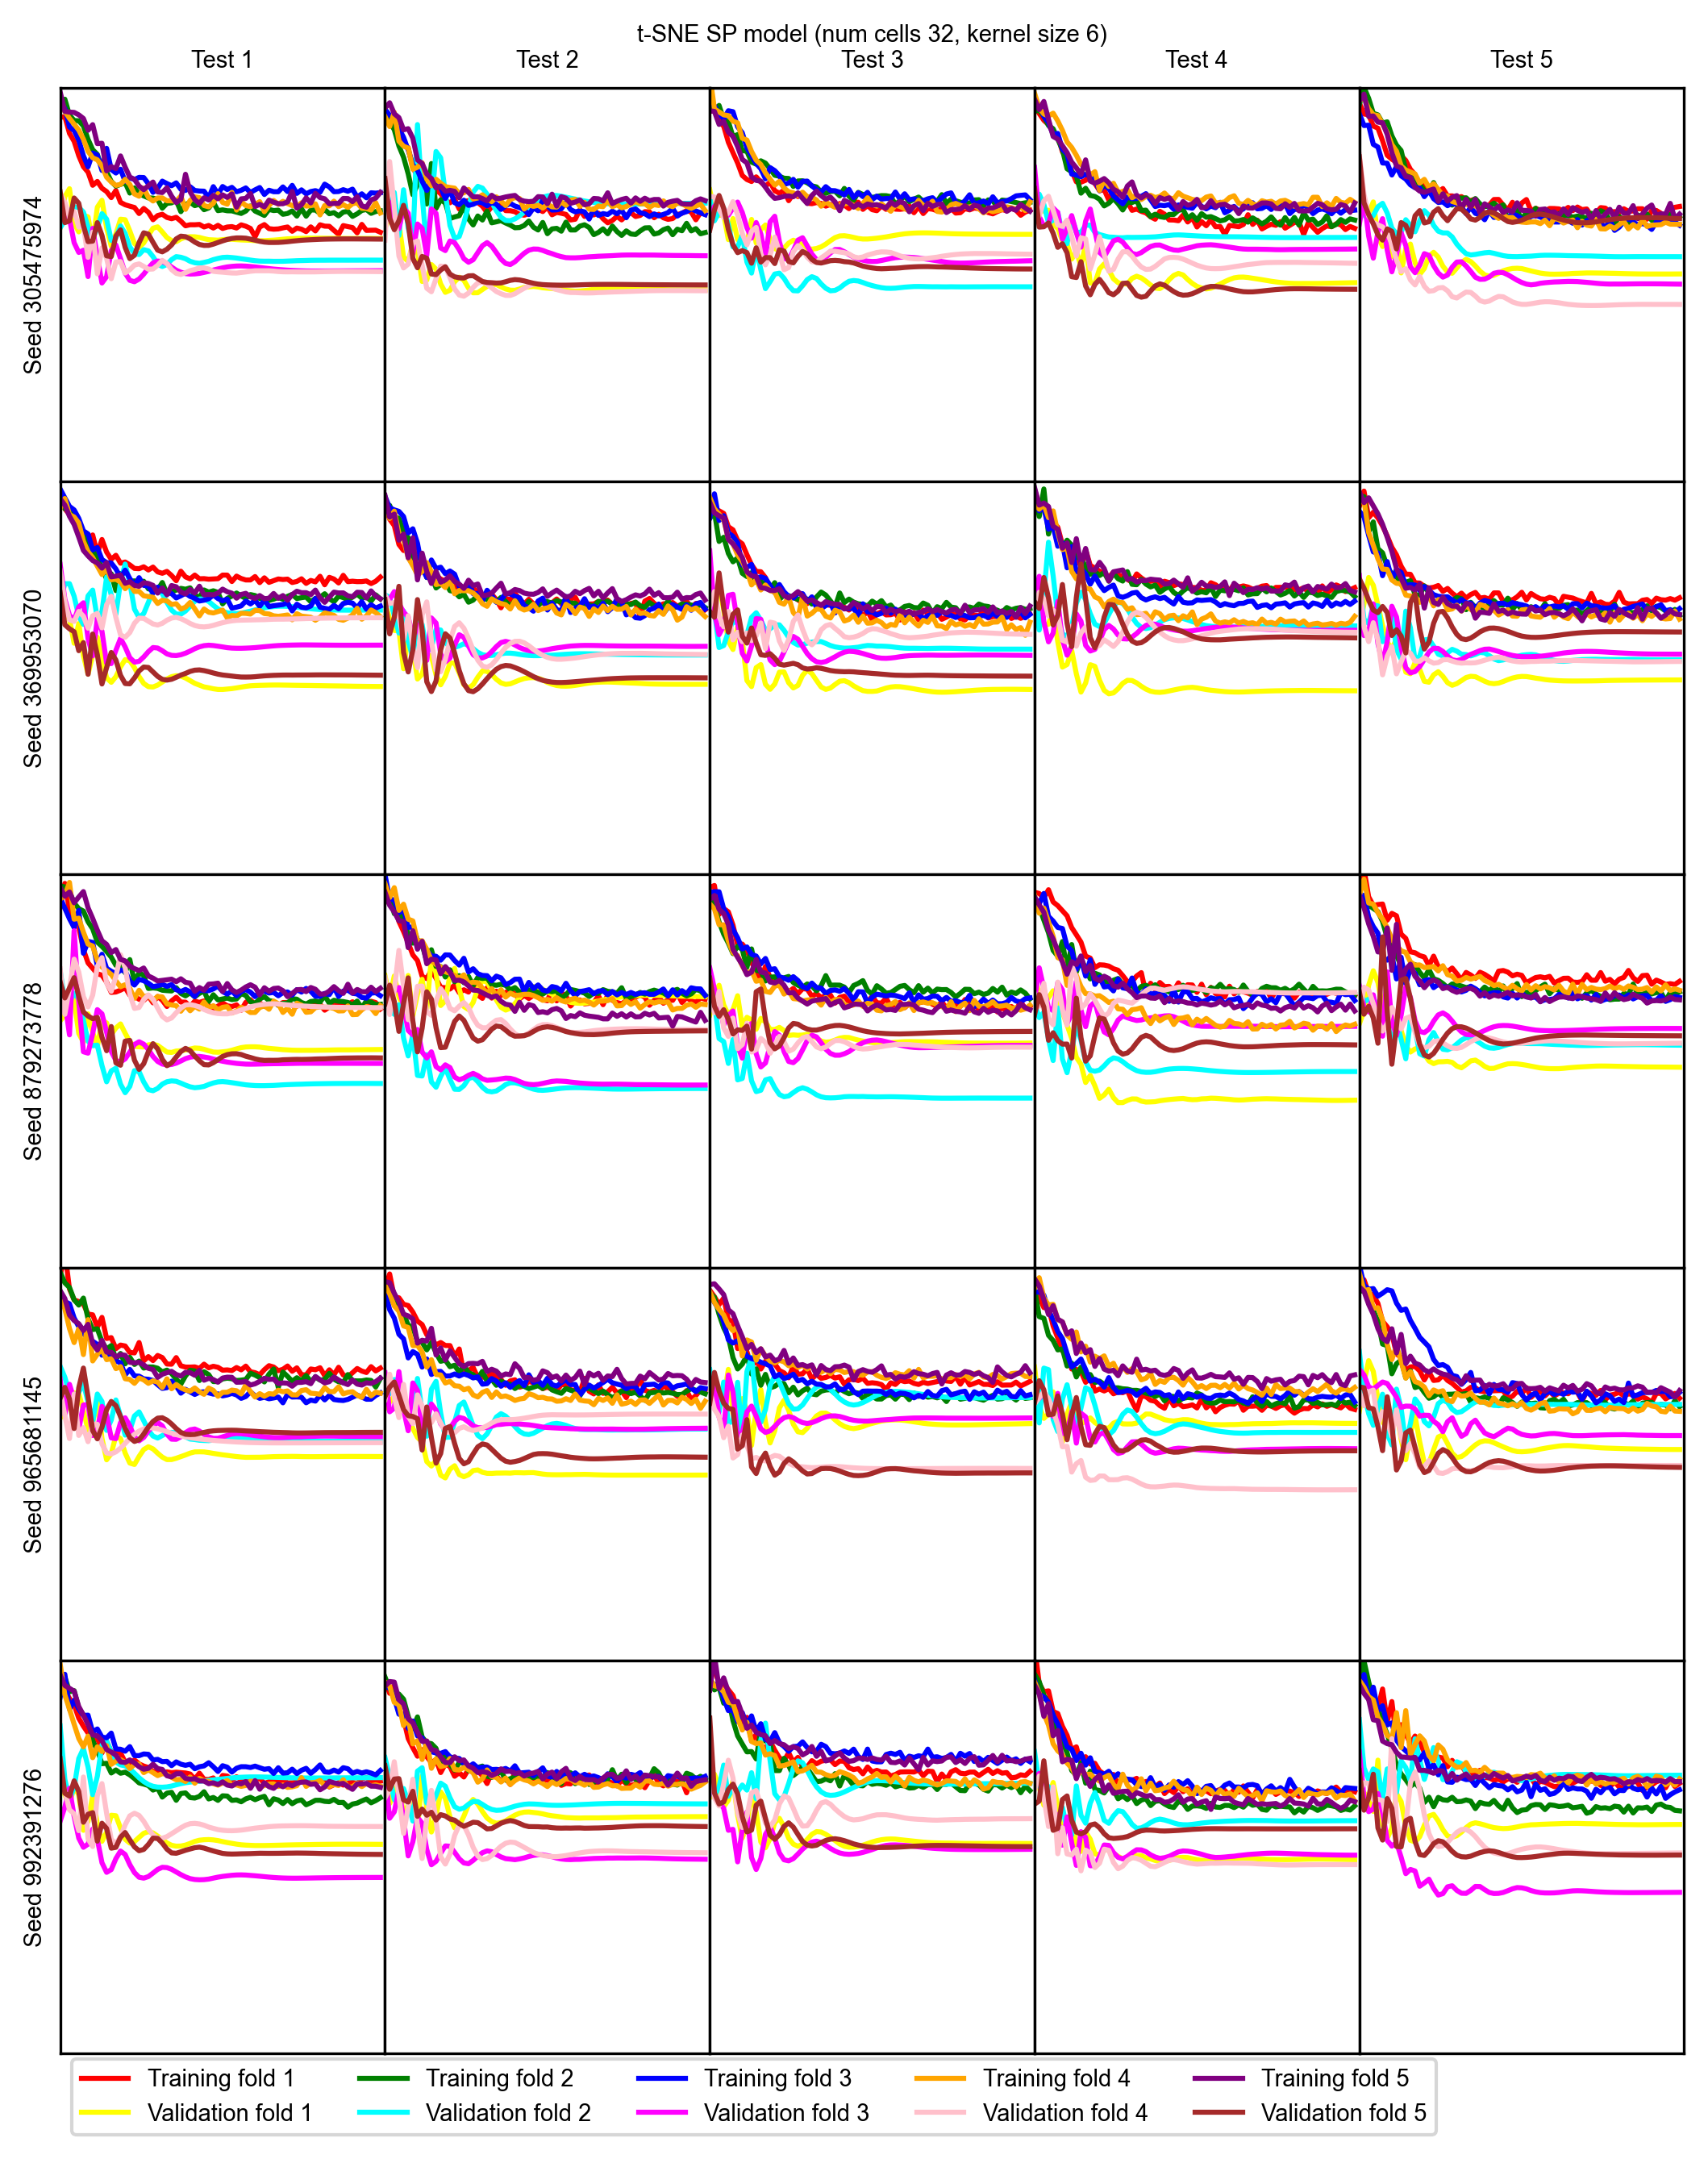 t-SNE SP model (num cells 32, kernel size 6)
Test 1 Test 2 Test 3 Test 4 Test 5
Seed 305475974
Seed 369953070
Seed 879273778
Seed 965681145
Seed 992391276
Training fold 1 Training fold 2 Training fold 3 Training fold 4 Training fold 5
Validation fold 1 Validation fold 2 Validation fold 3 Validation fold 4 Validation fold 5